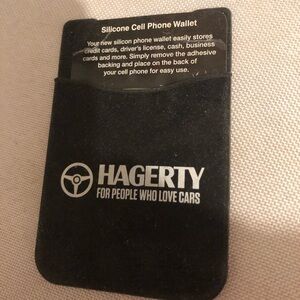 Silicone Cell Phone Wallet
Your new silicon phone wallet easily stores
credit cards, driver's license, cash, business
cards and more. Simply remove the adhesive
backing and place on the back of
your cell phone for easy use.
HAGERTY
FOR PEOPLE WHO LOVE CARS